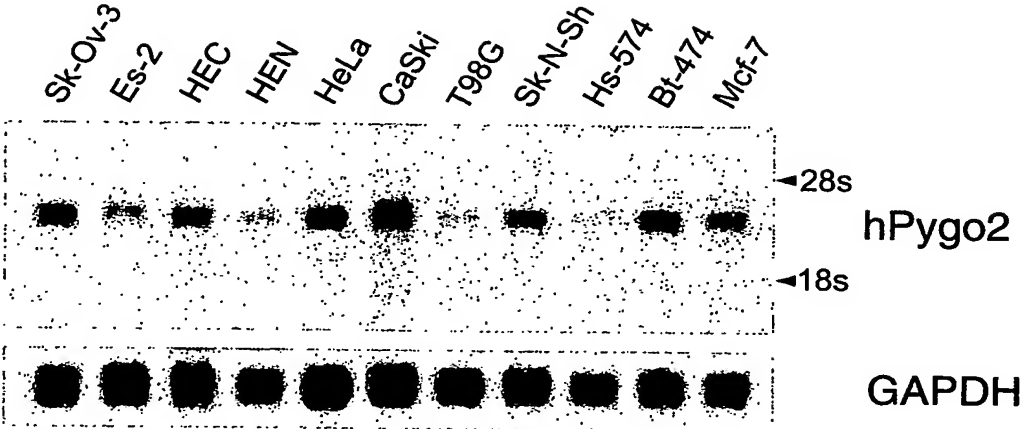 Sk-Ov-3
Es-2
HEC
HEN
HeLa
CaSki
T98G
Sk-N-Sh
Hs-574
Bt-474
Mcf-7
28s
hPygo2
18s
GAPDH